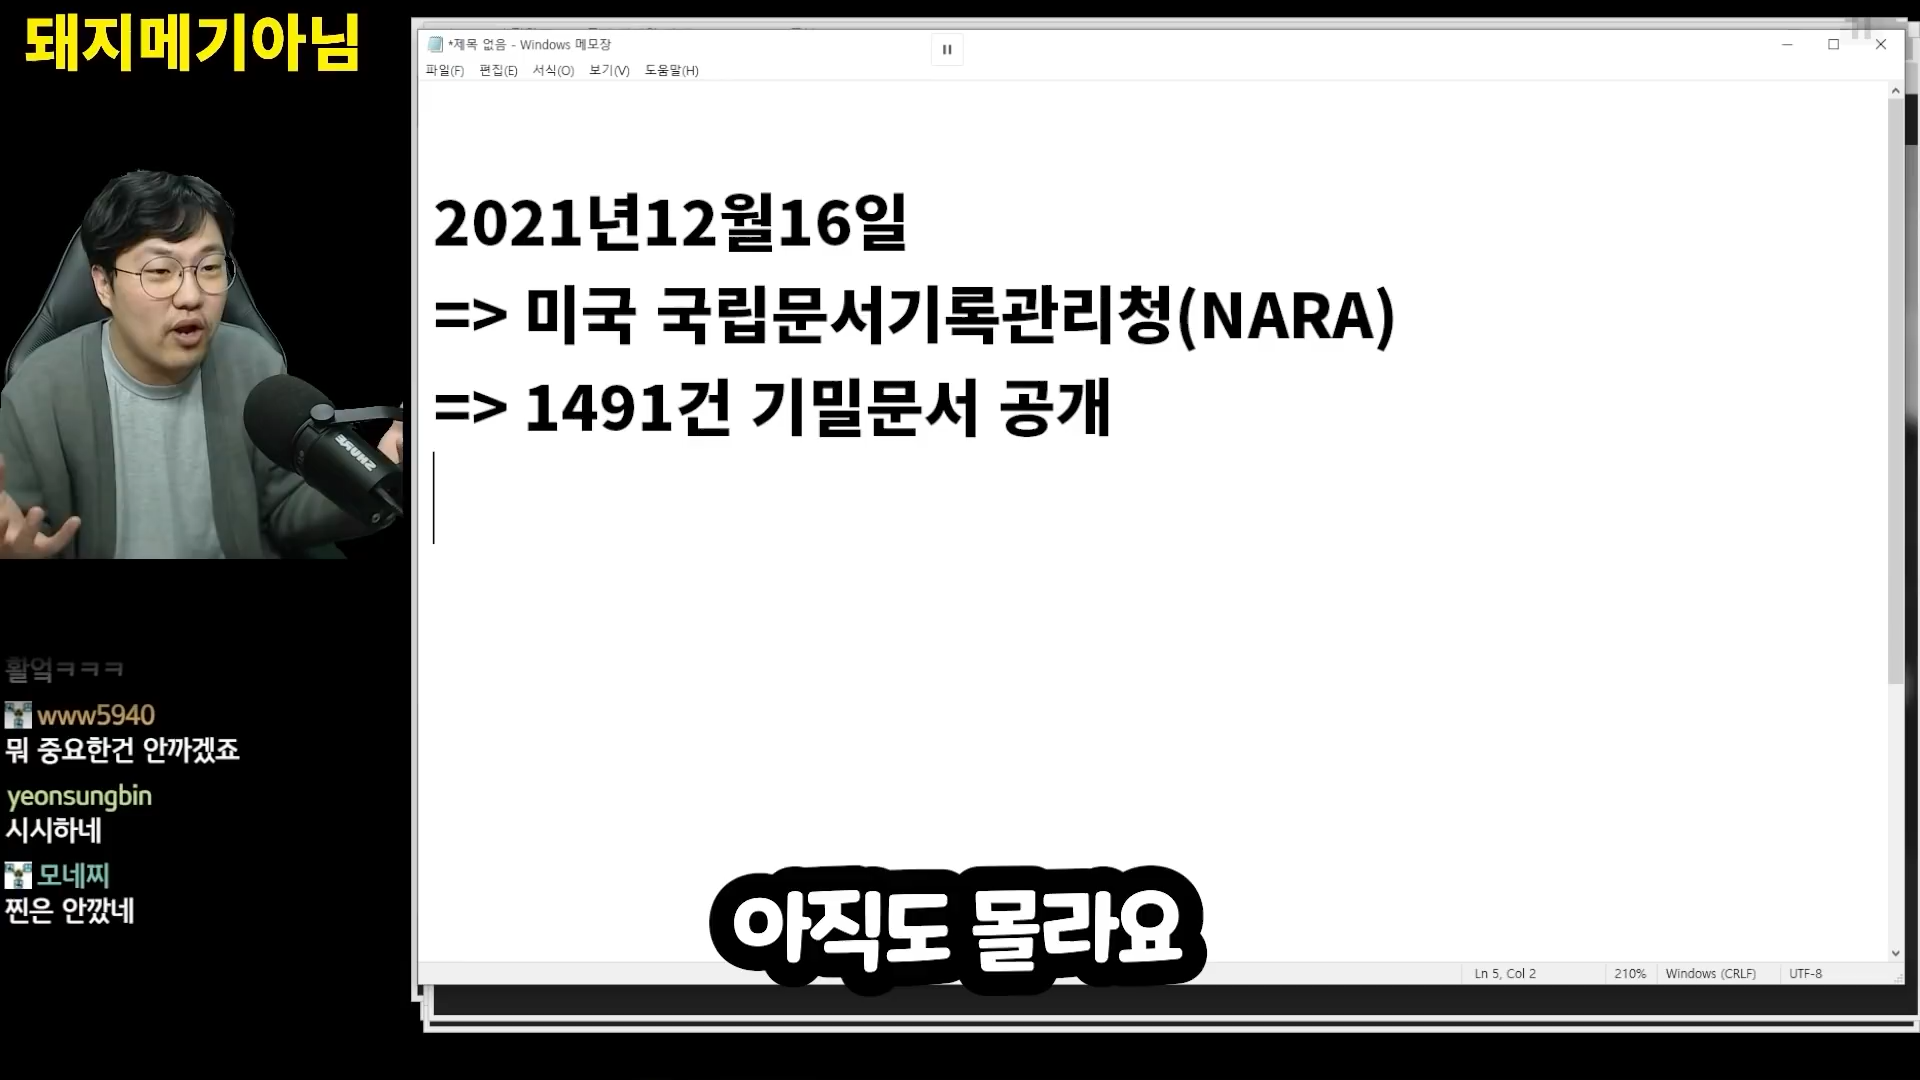 돼지메기아님
*제목 없음 - Windows 메모장
파일(F) 편집(E) 서식(O) 보기(V) 도움말(H)
2021년12월16일
=> 미국 국립문서기록관리청(NARA)
=> 1491건 기밀문서 공개
SHURE
활엌ㅋㅋㅋ
www5940
뭐 중요한건 안까겠죠
yeonsungbin
시시하네
모네찌
찐은 안깠네
아직도 몰라요
Ln 5, Col 2 210% Windows (CRLF) UTF-8